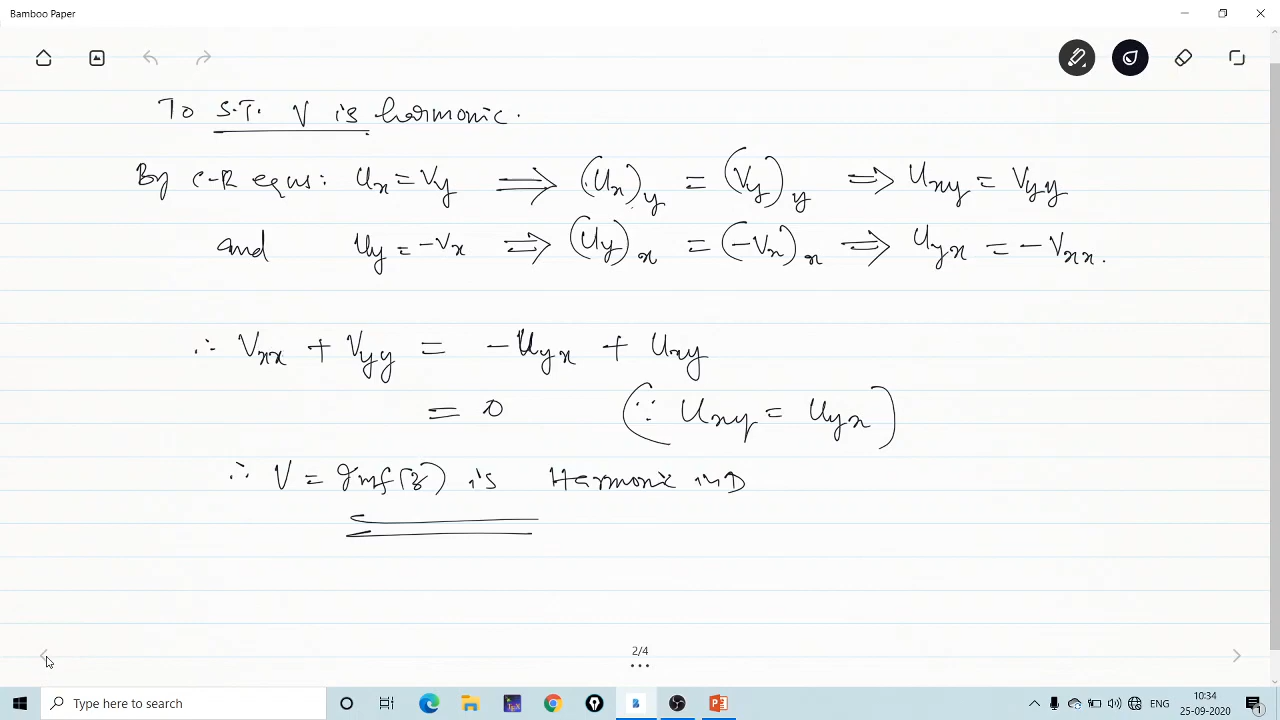 Bamboo Paper
To S.T. V is harmonic.
By C-R equs: Ux = Vy ⟹ (Ux)y = (Vy)y ⟹ Uxy = Vyy
and Uy = -Vx ⟹ (Uy)x = (-Vx)x ⟹ Uyx = -Vxx.
∴ Vxx + Vyy = -Uyx + Uxy
= 0 (∵ Uxy = Uyx)
∴ V = Imf(z) is Harmonic in D
2/4
Type here to search
ENG
10:34
25-09-2020
1